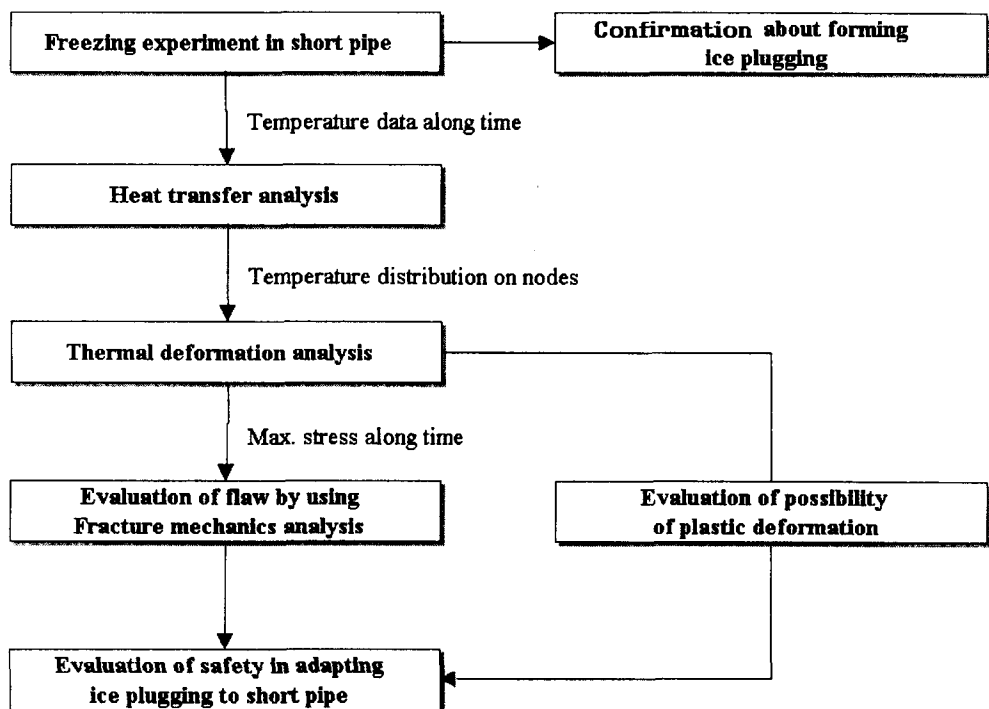 Freezing experiment in short pipe
Confirmation about forming
ice plugging
Temperature data along time
Heat transfer analysis
Temperature distribution on nodes
Thermal deformation analysis
Max. stress along time
Evaluation of flaw by using
Fracture mechanics analysis
Evaluation of possibility
of plastic deformation
Evaluation of safety in adapting
ice plugging to short pipe